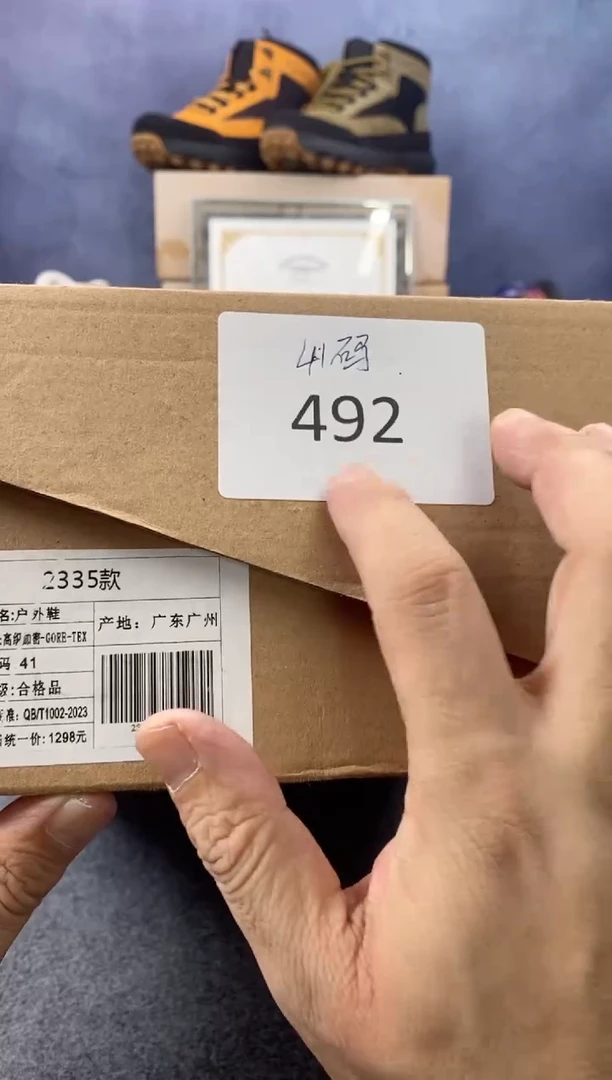 41码
492
2335款
名:户外鞋
产地：广东广州
:高织加密-GORE-TEX
码 41
级:合格品
准：QB/T1002-2023
统一价:1298元